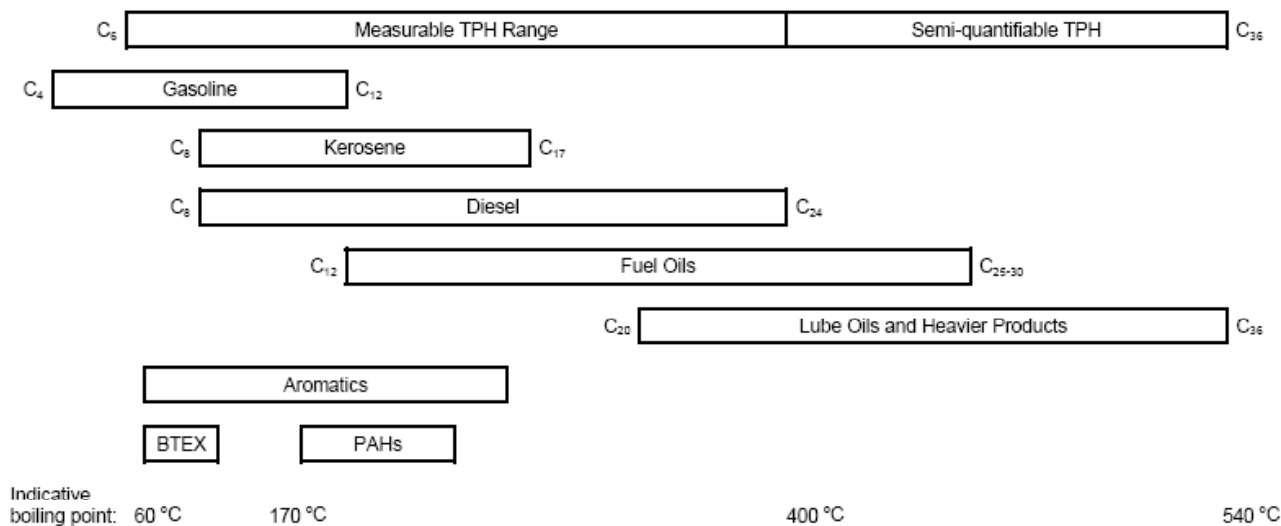 C₆ Measurable TPH Range Semi-quantifiable TPH C₃₆
C₄ Gasoline C₁₂
C₈ Kerosene C₁₇
C₈ Diesel C₂₄
C₁₂ Fuel Oils C₂₅₋₃₀
C₂₀ Lube Oils and Heavier Products C₃₆
Aromatics
BTEX PAHs
Indicative
boiling point: 60 °C 170 °C 400 °C 540 °C